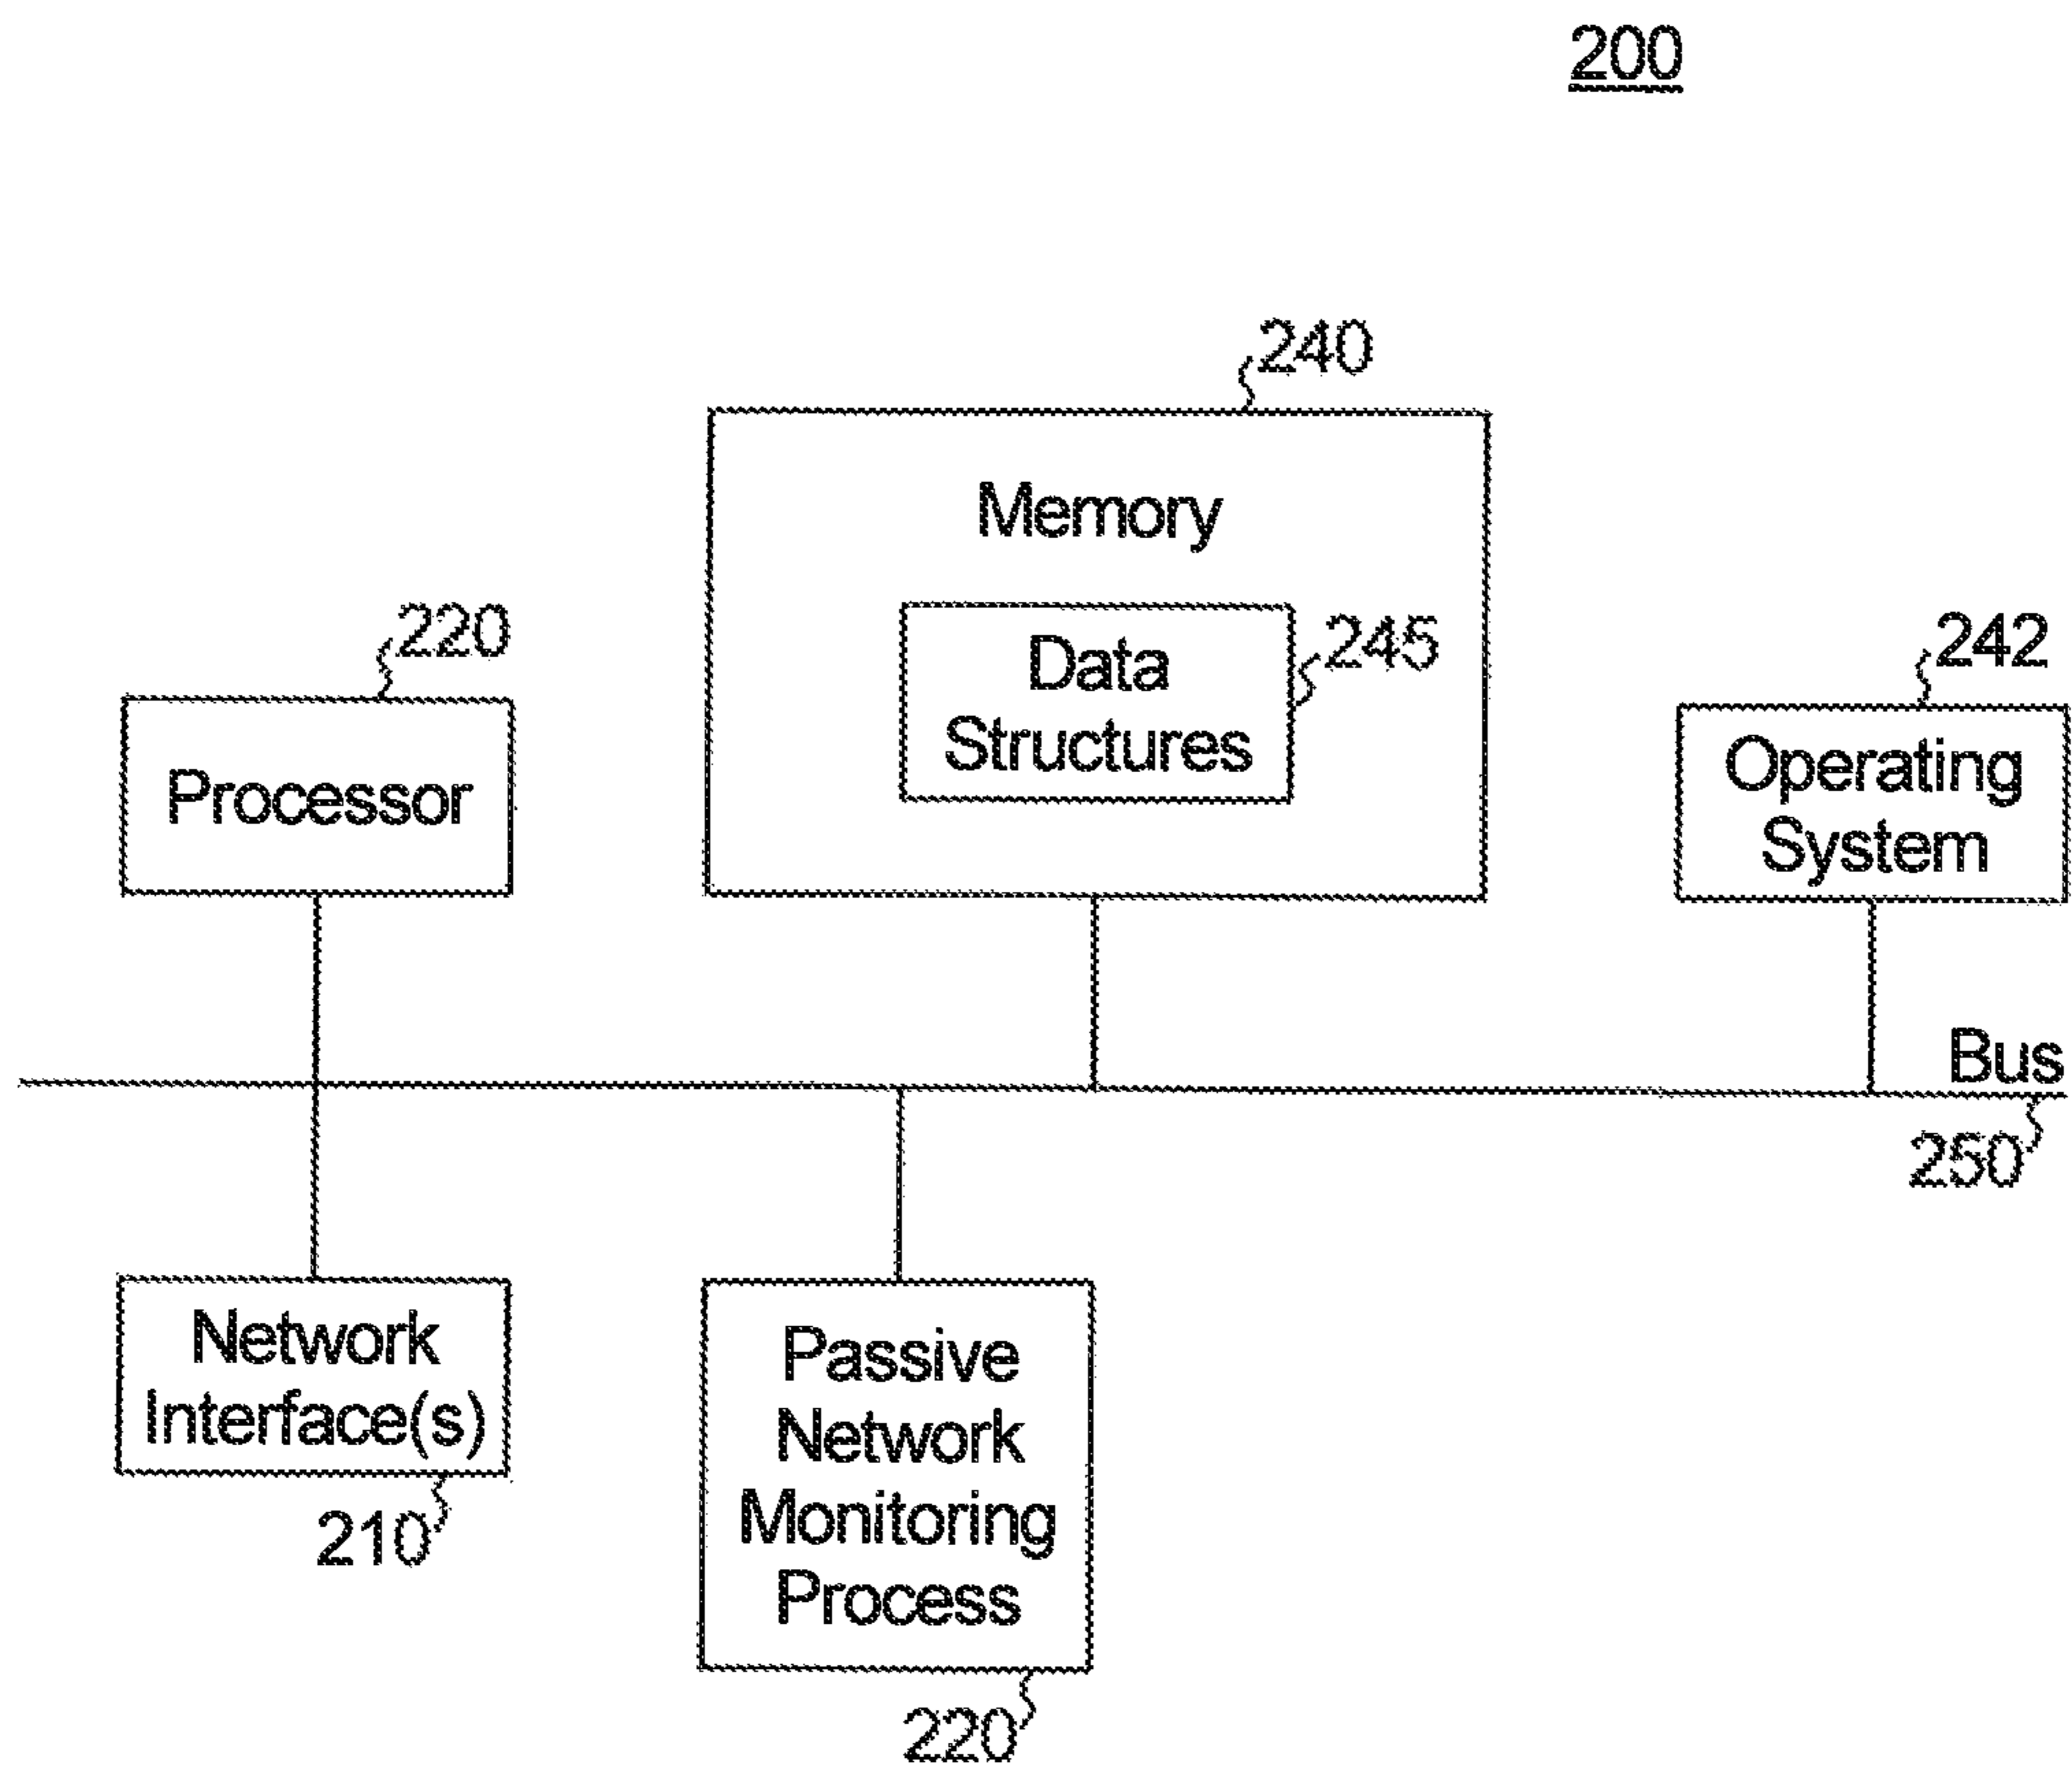 200
240
Memory
220
245
242
Data
Structures
Processor
Operating
System
Bus
250
Network
Interface(s)
210
Passive
Network
Monitoring
Process
220